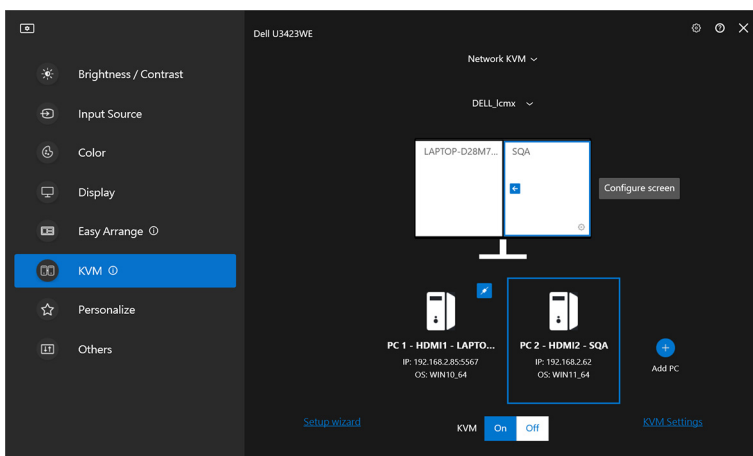 Dell U3423WE
Network KVM
DELL_lcmx
Brightness / Contrast
Input Source
Color
Display
Easy Arrange
KVM
Personalize
Others
LAPTOP-D28M7...
SQA
Configure screen
PC 1 - HDMI1 - LAPTO...
IP: 192.168.2.85:5567
OS: WIN10_64
PC 2 - HDMI2 - SQA
IP: 192.168.2.62
OS: WIN11_64
Add PC
Setup wizard
KVM On Off
KVM Settings